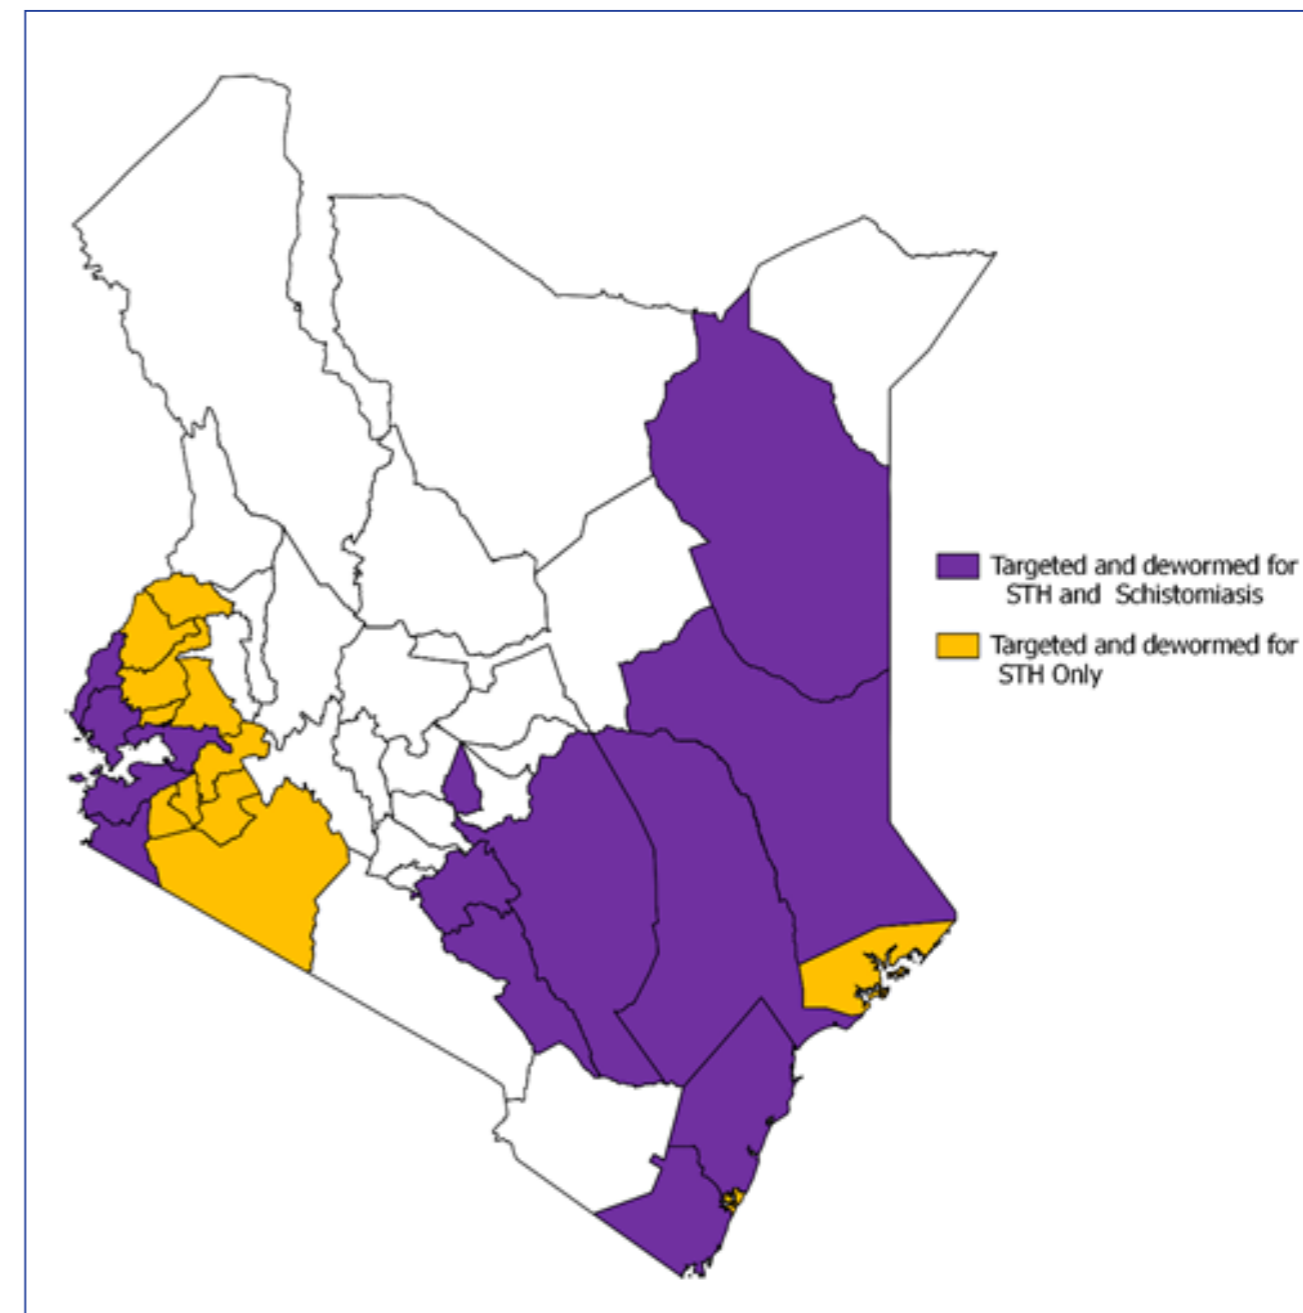 Targeted and dewormed for
STH and Schistomiasis
Targeted and dewormed for
STH Only